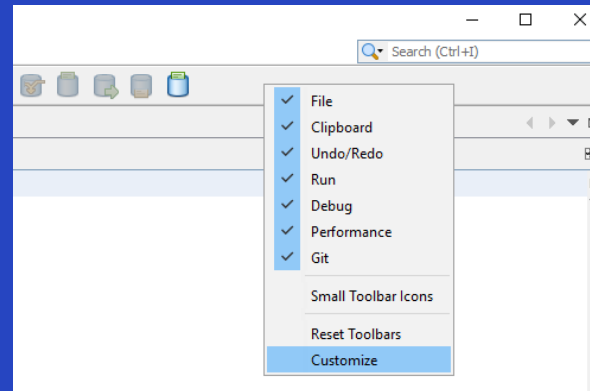 Search (Ctrl+I)
File
Clipboard
Undo/Redo
Run
Debug
Performance
Git
Small Toolbar Icons
Reset Toolbars
Customize